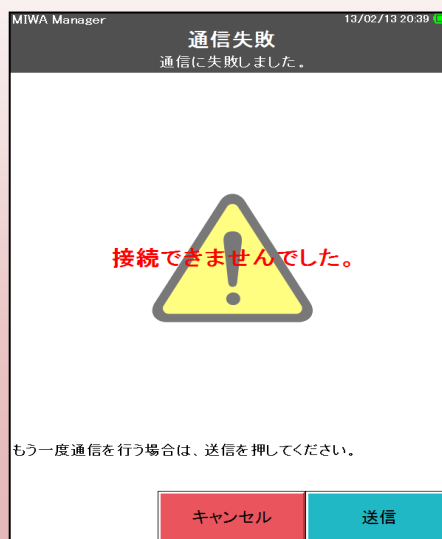 MIWA Manager 13/02/13 20:39
通信失敗
通信に失敗しました。
接続できませんでした。
もう一度通信を行う場合は、送信を押してください。
キャンセル 送信